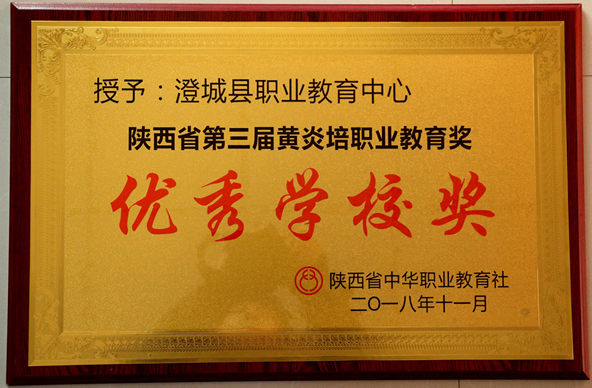 授予：澄城县职业教育中心
陕西省第三届黄炎培职业教育奖
优秀学校奖
陕西省中华职业教育社
二〇一八年十一月